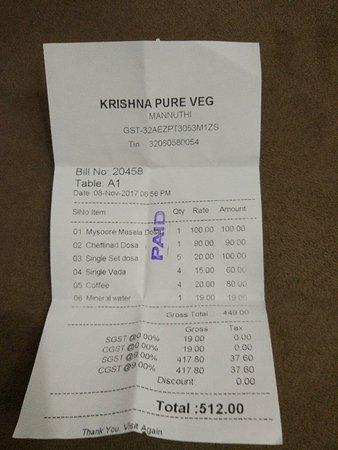 KRISHNA PURE VEG
MANNUTHI
GST-32AEZPT3053M1ZS
Tin 32080580054
Bill No: 20458
Table: A1
Date :08-Nov-2017 08:56 PM
SlNo Item Qty Rate Amount
01 Mysoore Masala Dosa 1 100.00 100.00
02 Chettinad Dosa 1 90.00 90.00
03 Single Set dosa 5 20.00 100.00
04 Single Vada 4 15.00 60.00
05 Coffee 4 20.00 80.00
06 Mineral water 1 19.00 19.00
PAID
Gross Total 449.00
Gross Tax
SGST @0.00% 19.00 0.00
CGST @0.00% 19.00 0.00
SGST @9.00% 417.80 37.60
CGST @9.00% 417.80 37.60
Discount: 0.00
Total :512.00
Thank You. Visit Again